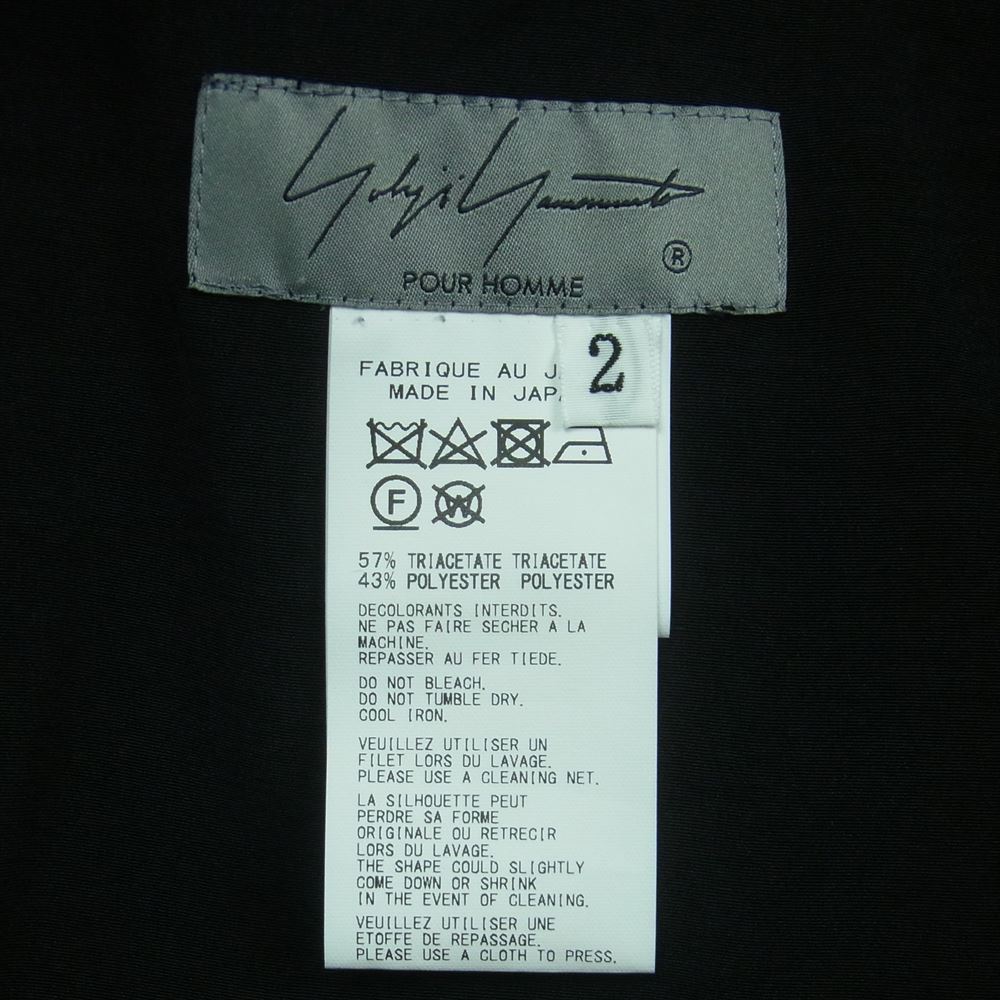 Yohji Yamamoto
®
POUR HOMME
2
FABRIQUE AU J
MADE IN JAPA
F
W
57% TRIACETATE TRIACETATE
43% POLYESTER POLYESTER
DECOLORANTS INTERDITS.
NE PAS FAIRE SECHER A LA
MACHINE.
REPASSER AU FER TIEDE.
DO NOT BLEACH.
DO NOT TUMBLE DRY.
COOL IRON.
VEUILLEZ UTILISER UN
FILET LORS DU LAVAGE.
PLEASE USE A CLEANING NET.
LA SILHOUETTE PEUT
PERDRE SA FORME
ORIGINALE OU RETRECIR
LORS DU LAVAGE.
THE SHAPE COULD SLIGHTLY
COME DOWN OR SHRINK
IN THE EVENT OF CLEANING.
VEUILLEZ UTILISER UNE
ETOFFE DE REPASSAGE.
PLEASE USE A CLOTH TO PRESS.